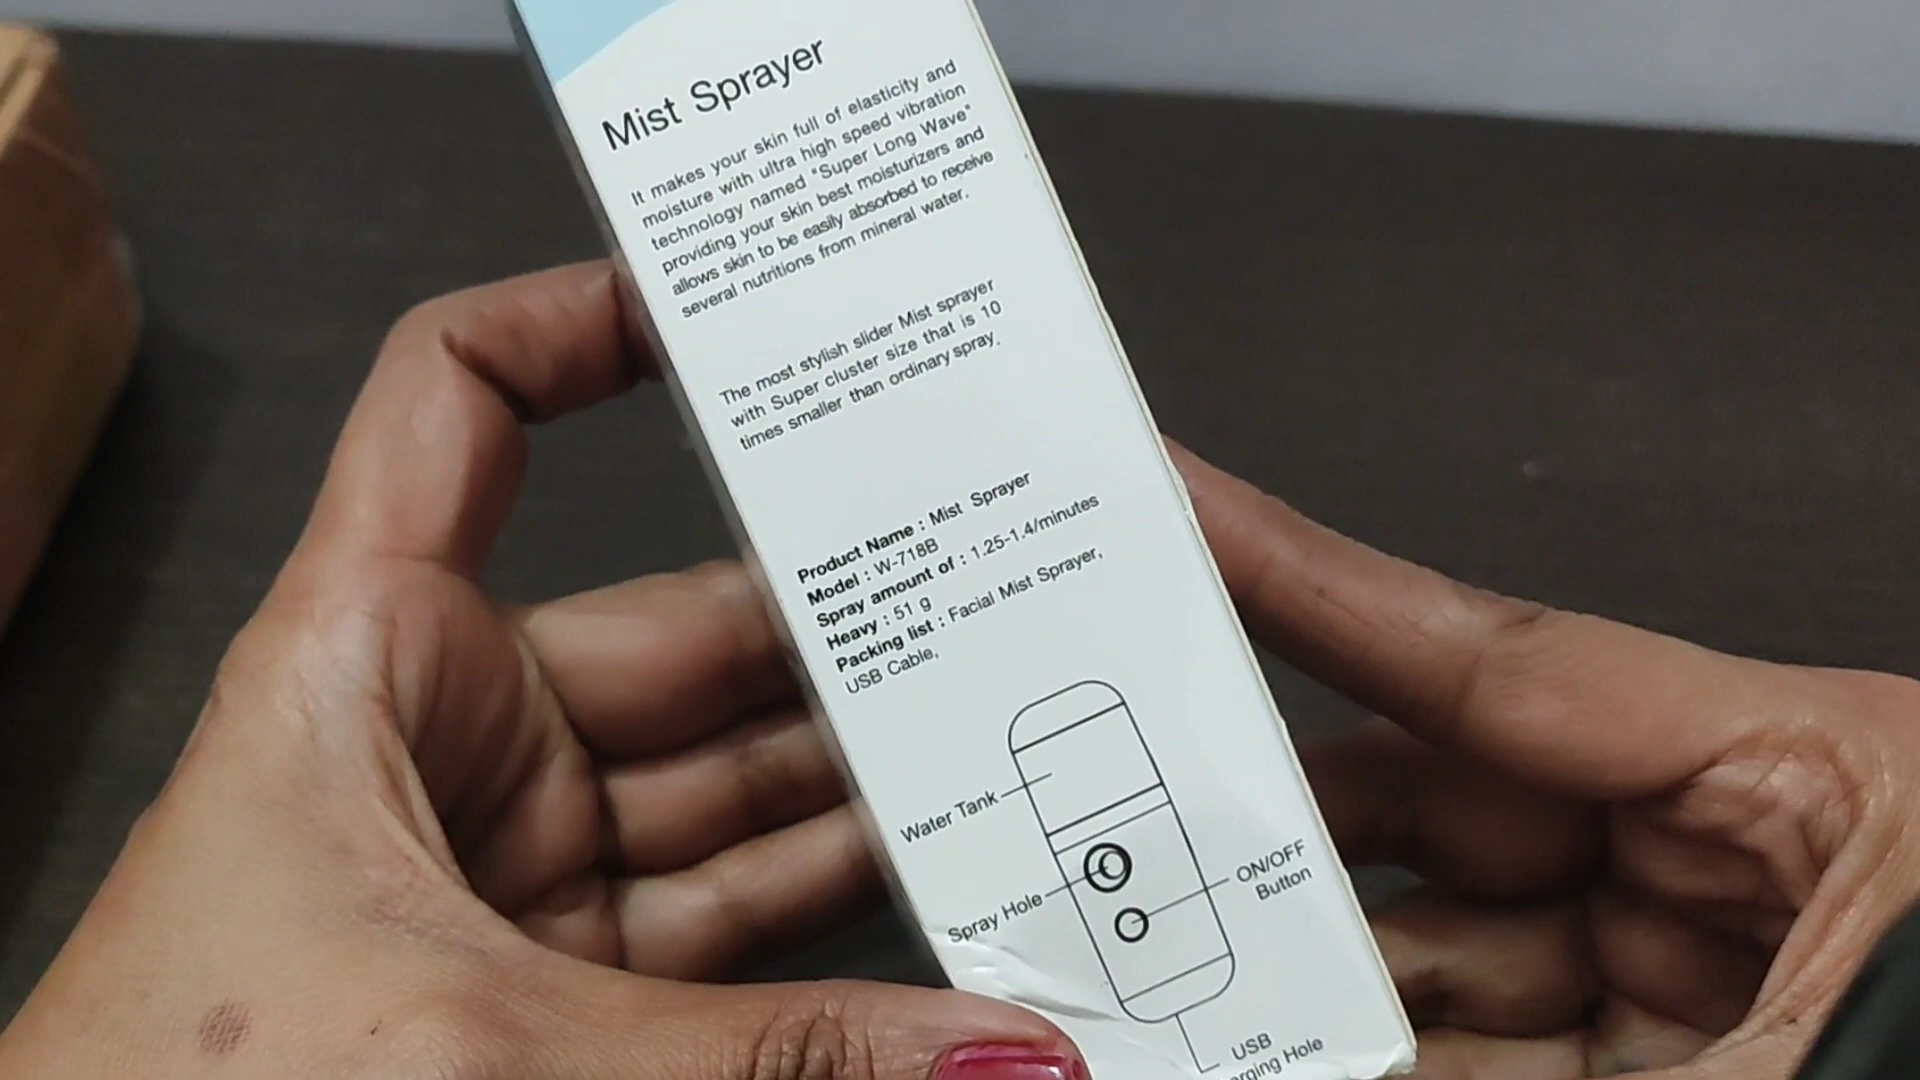 Mist Sprayer
It makes your skin full of elasticity and
moisture with ultra high speed vibration
technology named "Super Long Wave"
providing your skin best moisturizers and
allows skin to be easily absorbed to receive
several nutritions from mineral water.
The most stylish slider Mist sprayer
with Super cluster size that is 10
times smaller than ordinary spray.
Product Name : Mist Sprayer
Model : W-718B
Spray amount of : 1.25-1.4/minutes
Heavy : 51 g
Packing list : Facial Mist Sprayer,
USB Cable,
Water Tank
Spray Hole
ON/OFF
Button
USB
Hole